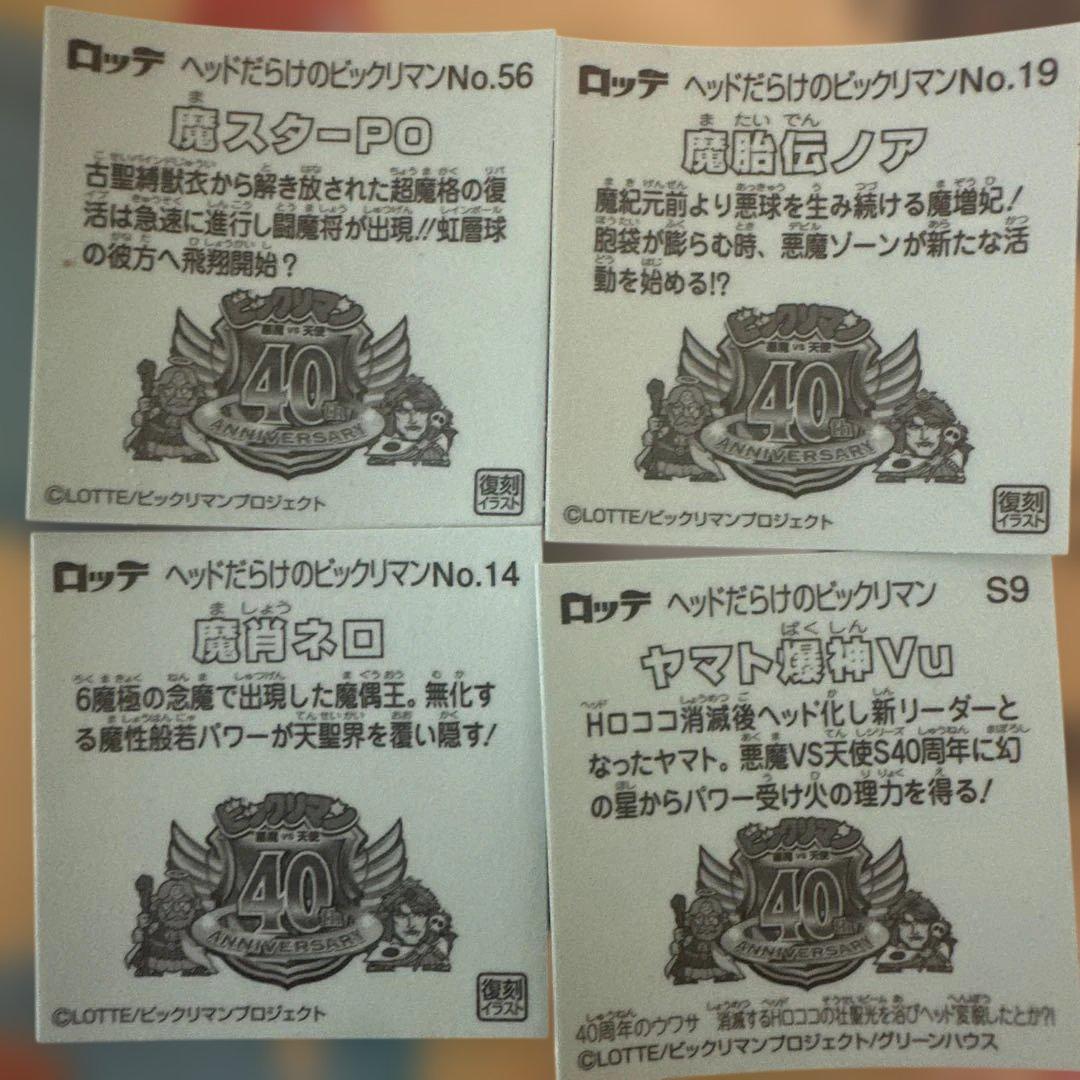 ロッテ ヘッドだらけのビックリマンNo.56
魔スターPO
古聖縛獣衣から解き放された超魔格の復
活は急速に進行し闘魔将が出現!!虹層球
の彼方へ飛翔開始?
ビックリマン
悪魔VS天使
40th
ANNIVERSARY
©LOTTE/ビックリマンプロジェクト
復刻
イラスト
ロッテ ヘッドだらけのビックリマンNo.19
魔胎伝ノア
魔紀元前より悪球を生み続ける魔増妃!
胞袋が膨らむ時、悪魔ゾーンが新たな活
動を始める!?
ビックリマン
悪魔VS天使
40th
ANNIVERSARY
©LOTTE/ビックリマンプロジェクト
復刻
イラスト
ロッテ ヘッドだらけのビックリマンNo.14
魔肖ネロ
6魔極の念魔で出現した魔偶王。無化す
る魔性般若パワーが天聖界を覆い隠す!
ビックリマン
悪魔VS天使
40th
ANNIVERSARY
©LOTTE/ビックリマンプロジェクト
復刻
イラスト
ロッテ ヘッドだらけのビックリマン S9
ヤマト爆神Vu
Hロココ消滅後ヘッド化し新リーダーと
なったヤマト。悪魔VS天使S40周年に幻
の星からパワー受け火の理力を得る!
ビックリマン
悪魔VS天使
40th
ANNIVERSARY
40周年のウワサ 消滅するHロココの壮聖光を浴びヘッド変貌したとか?!
©LOTTE/ビックリマンプロジェクト/グリーンハウス